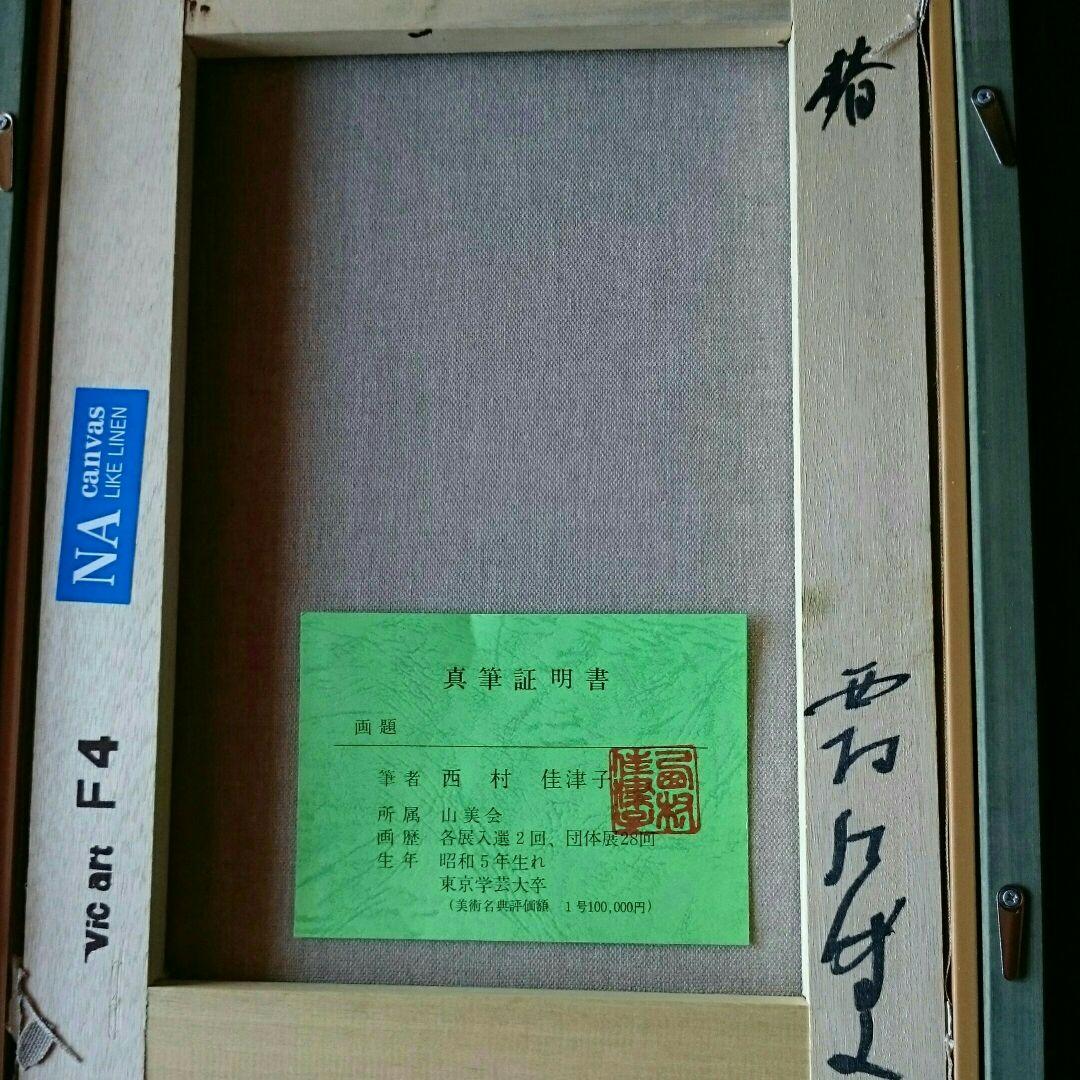 NA canvas
LIKE LINEN
vic art F4
真筆証明書
画題
筆者 西村 佳津子
所属 山美会
画歴 各展入選2回、団体展28回
生年 昭和5年生れ
東京学芸大卒
(美術名典評価額 1号100,000円)
西村